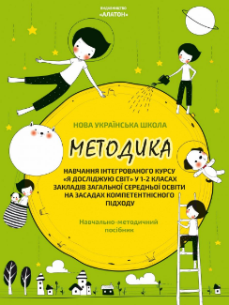 ВИДАВНИЦТВО
«АЛАТОН»
НОВА УКРАЇНСЬКА ШКОЛА
МЕТОДИКА
НАВЧАННЯ ІНТЕГРОВАНОГО КУРСУ
«Я ДОСЛІДЖУЮ СВІТ» У 1-2 КЛАСАХ
ЗАКЛАДІВ ЗАГАЛЬНОЇ СЕРЕДНЬОЇ ОСВІТИ
НА ЗАСАДАХ КОМПЕТЕНТНІСНОГО
ПІДХОДУ
Навчально-методичний
посібник